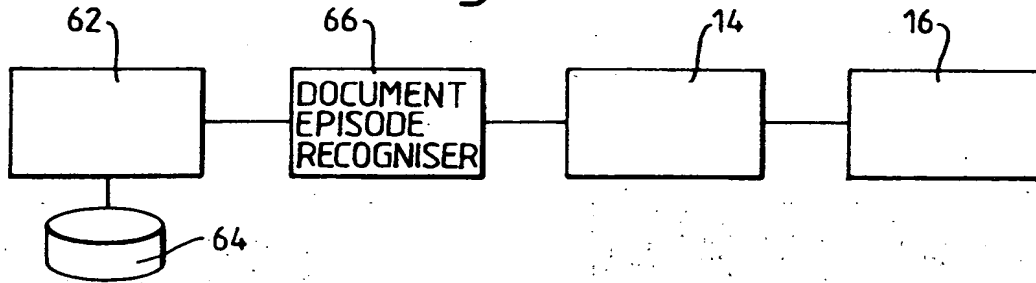 62 66 14 16
DOCUMENT
EPISODE
RECOGNISER
64